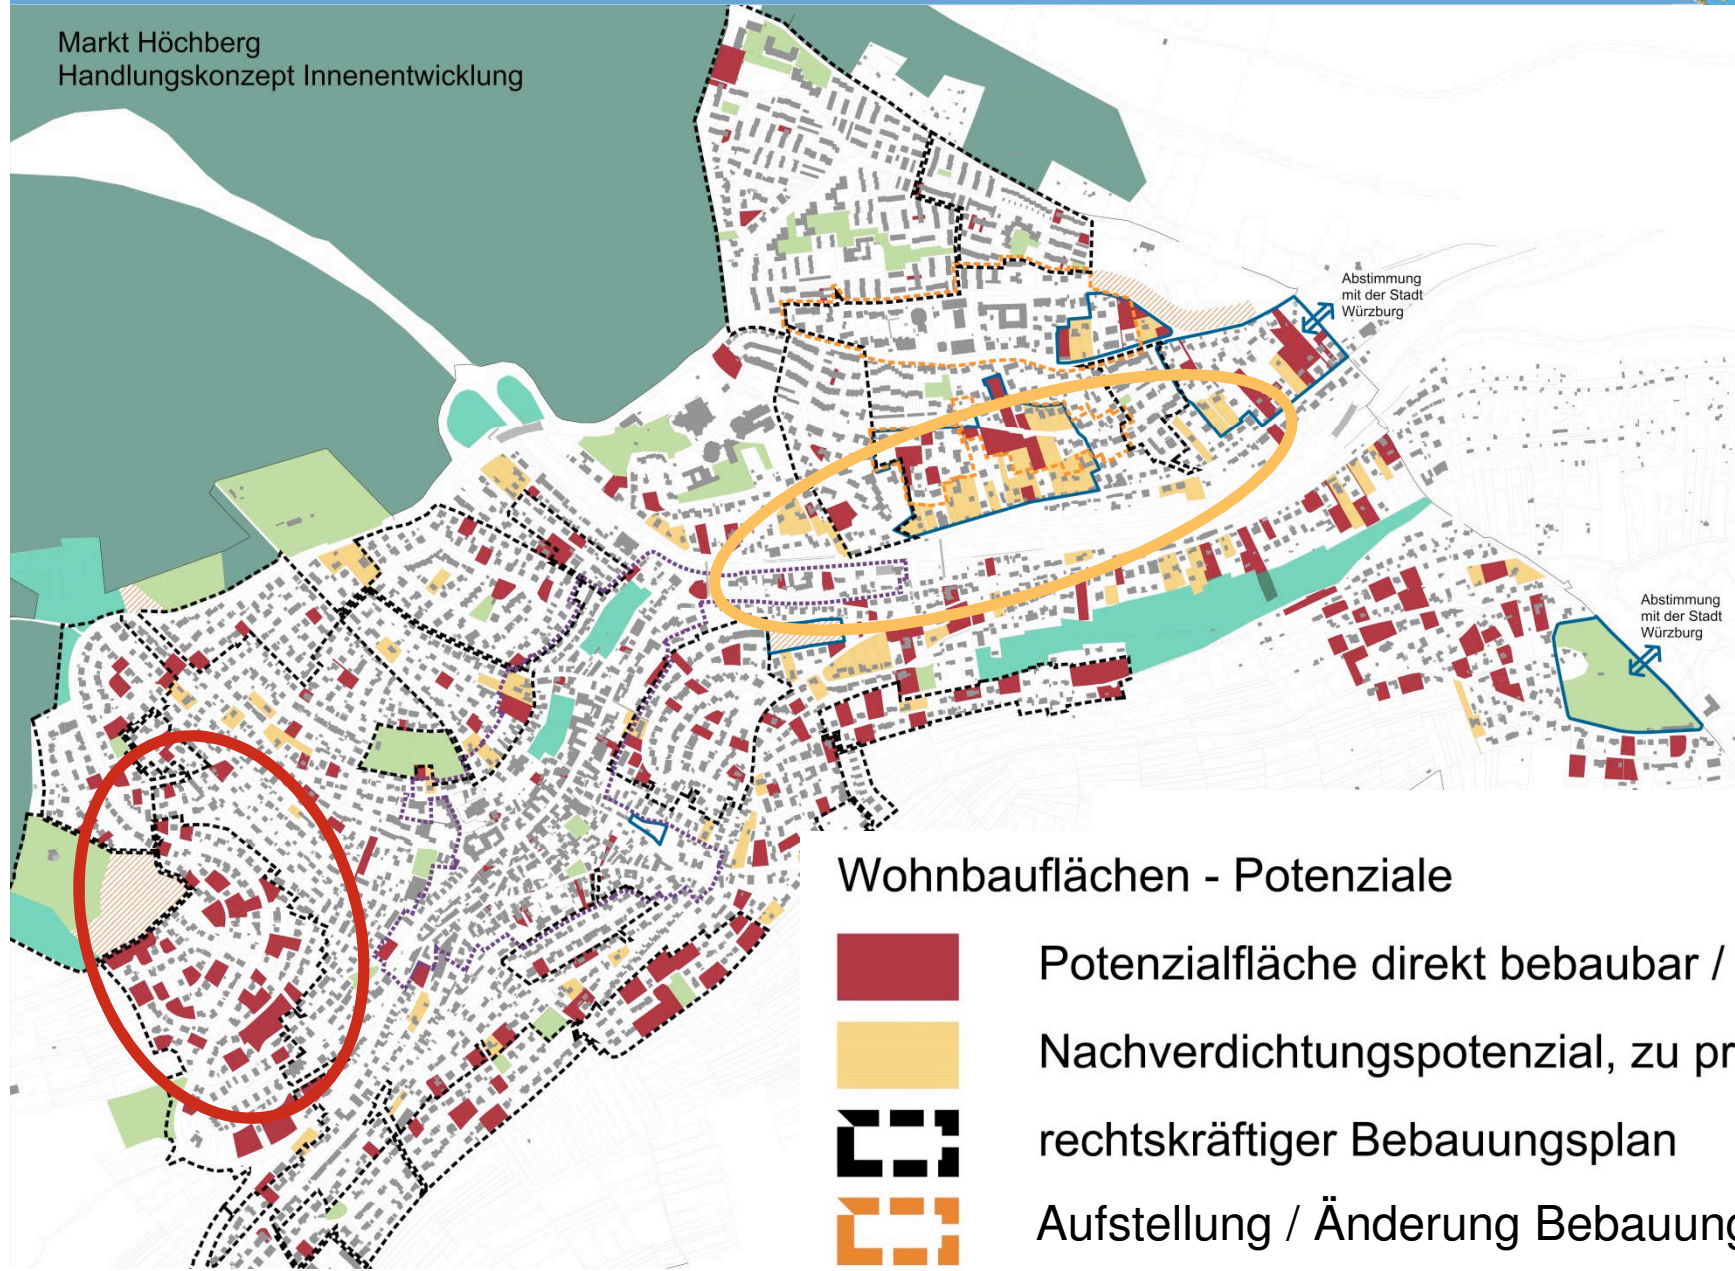 Markt Höchberg
Handlungskonzept Innenentwicklung
Abstimmung
mit der Stadt
Würzburg
Abstimmung
mit der Stadt
Würzburg
Wohnbauflächen - Potenziale
Potenzialfläche direkt bebaubar /
Nachverdichtungspotenzial, zu pr
rechtskräftiger Bebauungsplan
Aufstellung / Änderung Bebauung